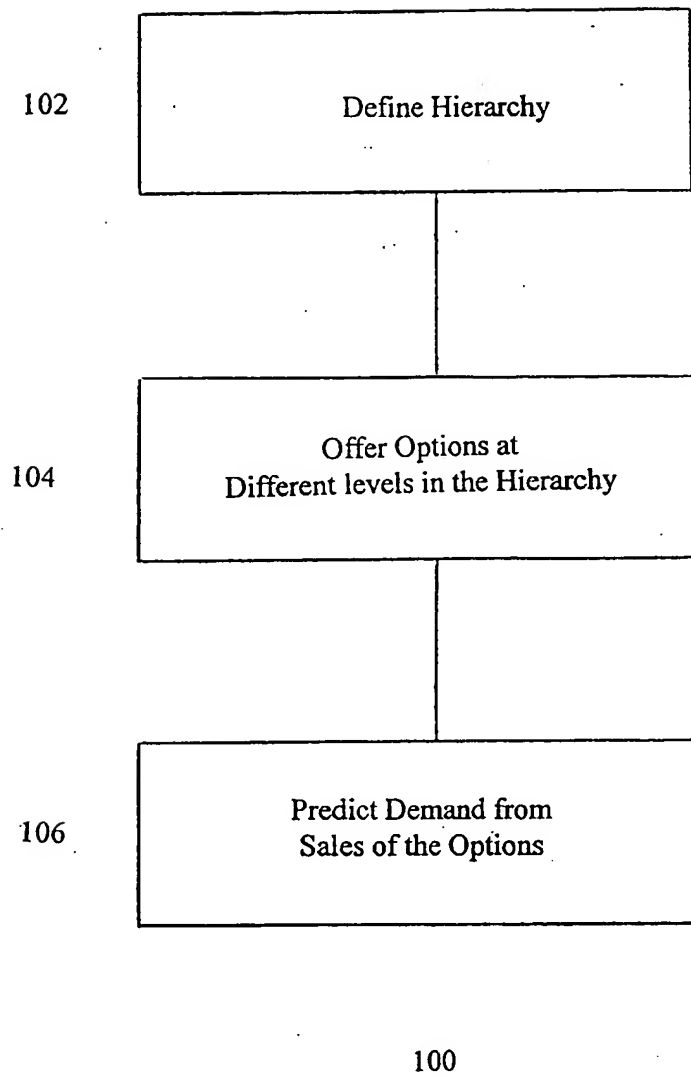 102
Define Hierarchy
104
Offer Options at
Different levels in the Hierarchy
106
Predict Demand from
Sales of the Options
100